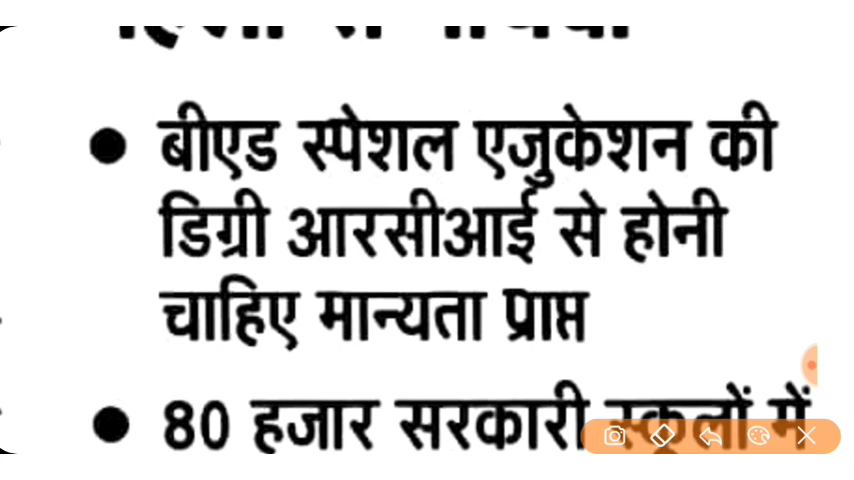 बीएड स्पेशल एजुकेशन की
डिग्री आरसीआई से होनी
चाहिए मान्यता प्राप्त
80 हजार सरकारी स्कूलों में